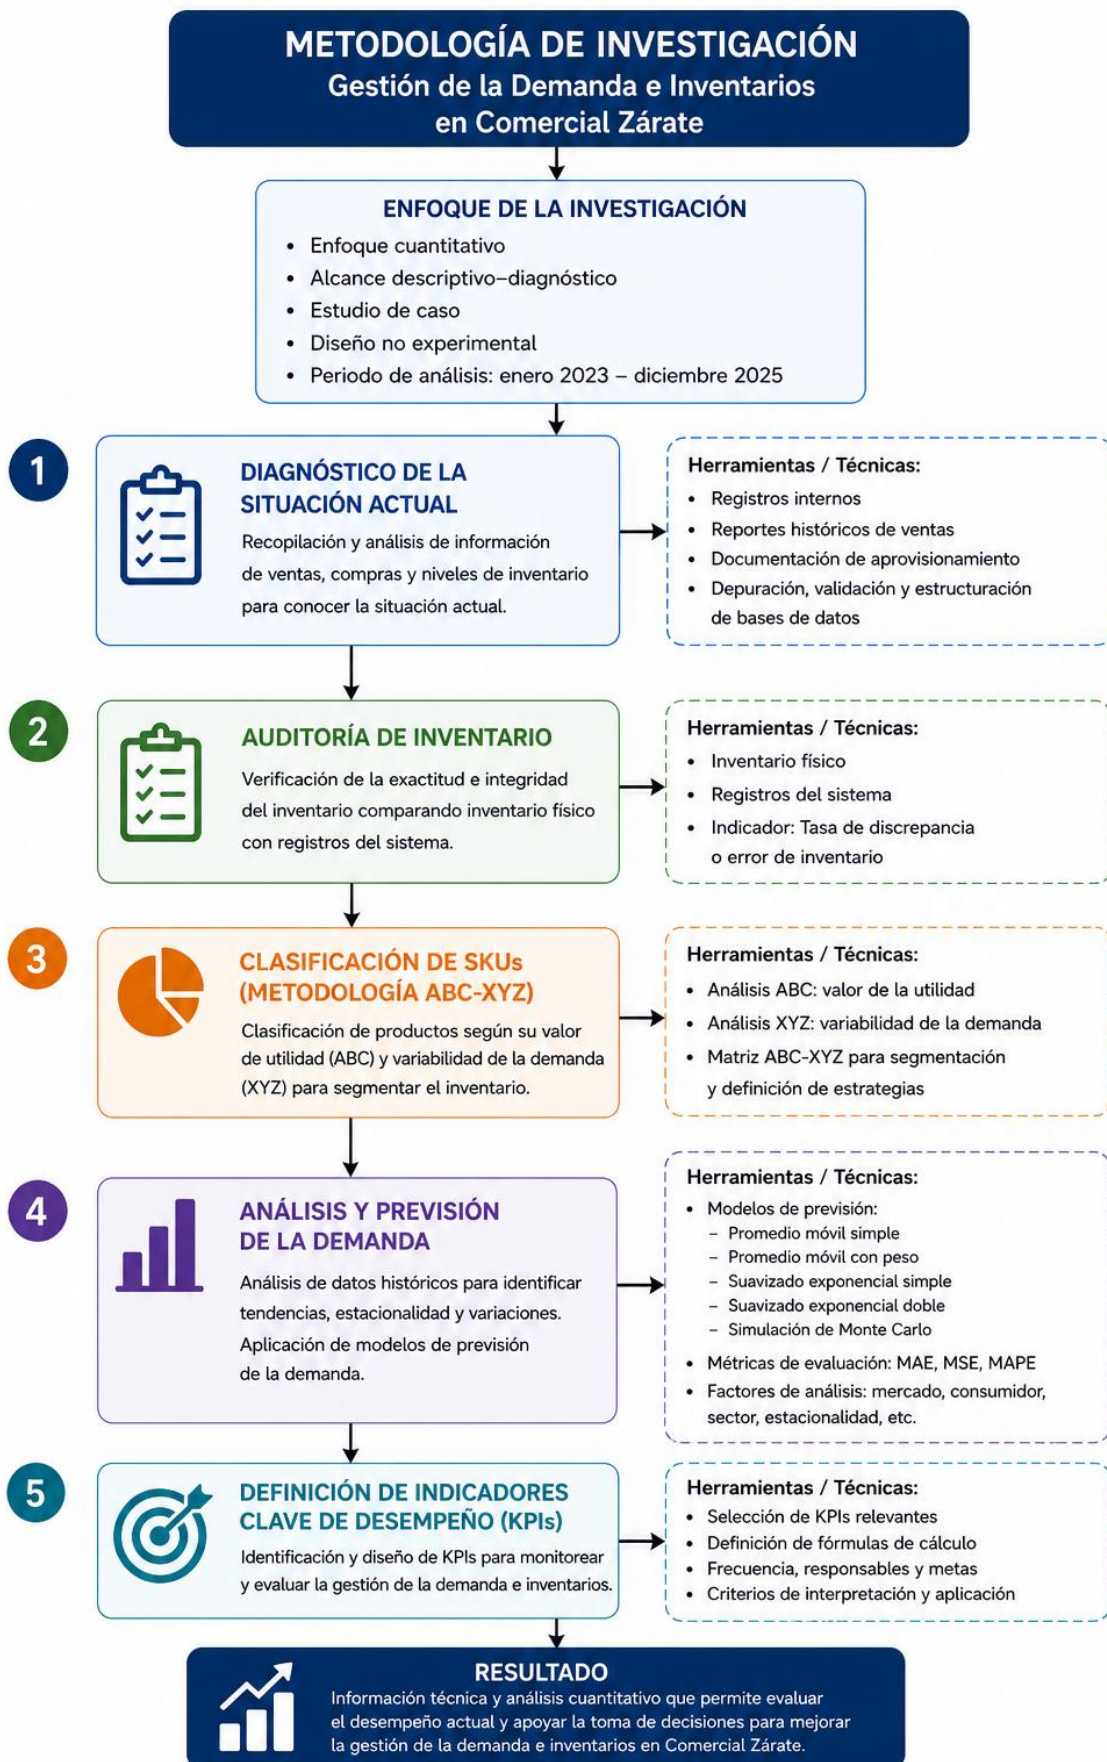 METODOLOGÍA DE INVESTIGACIÓN
Gestión de la Demanda e Inventarios
en Comercial Zárate
ENFOQUE DE LA INVESTIGACIÓN
• Enfoque cuantitativo
• Alcance descriptivo–diagnóstico
• Estudio de caso
• Diseño no experimental
• Periodo de análisis: enero 2023 – diciembre 2025
1
DIAGNÓSTICO DE LA
SITUACIÓN ACTUAL
Recopilación y análisis de información
de ventas, compras y niveles de inventario
para conocer la situación actual.
Herramientas / Técnicas:
• Registros internos
• Reportes históricos de ventas
• Documentación de aprovisionamiento
• Depuración, validación y estructuración
de bases de datos
2
AUDITORÍA DE INVENTARIO
Verificación de la exactitud e integridad
del inventario comparando inventario físico
con registros del sistema.
Herramientas / Técnicas:
• Inventario físico
• Registros del sistema
• Indicador: Tasa de discrepancia
o error de inventario
3
CLASIFICACIÓN DE SKUs
(METODOLOGÍA ABC-XYZ)
Clasificación de productos según su valor
de utilidad (ABC) y variabilidad de la demanda
(XYZ) para segmentar el inventario.
Herramientas / Técnicas:
• Análisis ABC: valor de la utilidad
• Análisis XYZ: variabilidad de la demanda
• Matriz ABC-XYZ para segmentación
y definición de estrategias
4
ANÁLISIS Y PREVISIÓN
DE LA DEMANDA
Análisis de datos históricos para identificar
tendencias, estacionalidad y variaciones.
Aplicación de modelos de previsión
de la demanda.
Herramientas / Técnicas:
• Modelos de previsión:
– Promedio móvil simple
– Promedio móvil con peso
– Suavizado exponencial simple
– Suavizado exponencial doble
– Simulación de Monte Carlo
• Métricas de evaluación: MAE, MSE, MAPE
• Factores de análisis: mercado, consumidor,
sector, estacionalidad, etc.
5
DEFINICIÓN DE INDICADORES
CLAVE DE DESEMPEÑO (KPIs)
Identificación y diseño de KPIs para monitorear
y evaluar la gestión de la demanda e inventarios.
Herramientas / Técnicas:
• Selección de KPIs relevantes
• Definición de fórmulas de cálculo
• Frecuencia, responsables y metas
• Criterios de interpretación y aplicación
RESULTADO
Información técnica y análisis cuantitativo que permite evaluar
el desempeño actual y apoyar la toma de decisiones para mejorar
la gestión de la demanda e inventarios en Comercial Zárate.